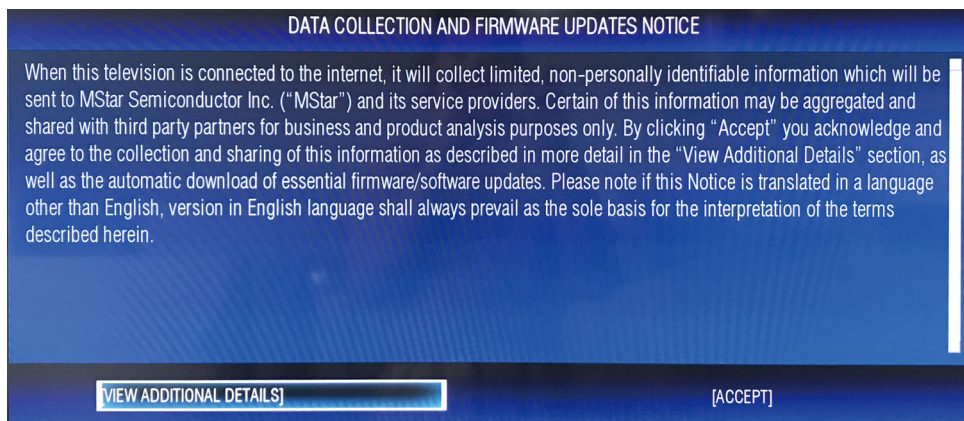 DATA COLLECTION AND FIRMWARE UPDATES NOTICE
When this television is connected to the internet, it will collect limited, non-personally identifiable information which will be
sent to MStar Semiconductor Inc. (“MStar”) and its service providers. Certain of this information may be aggregated and
shared with third party partners for business and product analysis purposes only. By clicking “Accept” you acknowledge and
agree to the collection and sharing of this information as described in more detail in the “View Additional Details” section, as
well as the automatic download of essential firmware/software updates. Please note if this Notice is translated in a language
other than English, version in English language shall always prevail as the sole basis for the interpretation of the terms
described herein.
[VIEW ADDITIONAL DETAILS]
[ACCEPT]